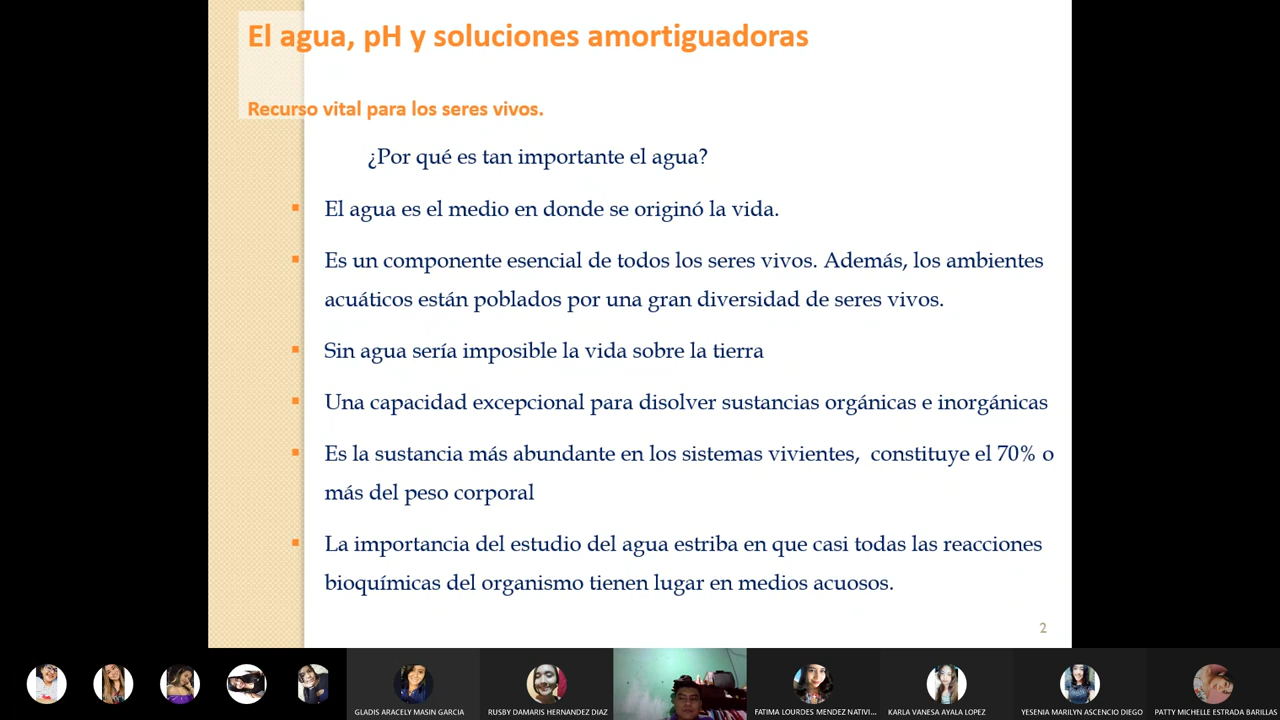 El agua, pH y soluciones amortiguadoras
Recurso vital para los seres vivos.
¿Por qué es tan importante el agua?
El agua es el medio en donde se originó la vida.
Es un componente esencial de todos los seres vivos. Además, los ambientes
acuáticos están poblados por una gran diversidad de seres vivos.
Sin agua sería imposible la vida sobre la tierra
Una capacidad excepcional para disolver sustancias orgánicas e inorgánicas
Es la sustancia más abundante en los sistemas vivientes, constituye el 70% o
más del peso corporal
La importancia del estudio del agua estriba en que casi todas las reacciones
bioquímicas del organismo tienen lugar en medios acuosos.
2
GLADIS ARACELY MASIN GARCIA
RUSBY DAMARIS HERNANDEZ DIAZ
FATIMA LOURDES MENDEZ NATIVI...
KARLA VANESA AYALA LOPEZ
YESENIA MARILYN ASCENCIO DIEGO
PATTY MICHELLE ESTRADA BARILLAS